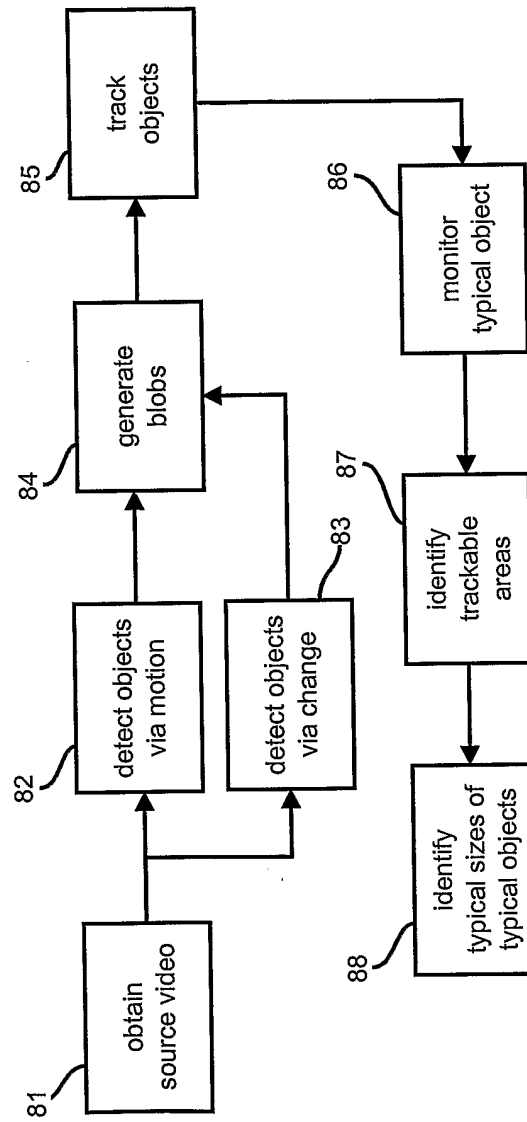 81
obtain
source video
82
detect objects
via motion
83
detect objects
via change
84
generate
blobs
85
track
objects
86
monitor
typical object
87
identify
trackable
areas
88
identify
typical sizes of
typical objects